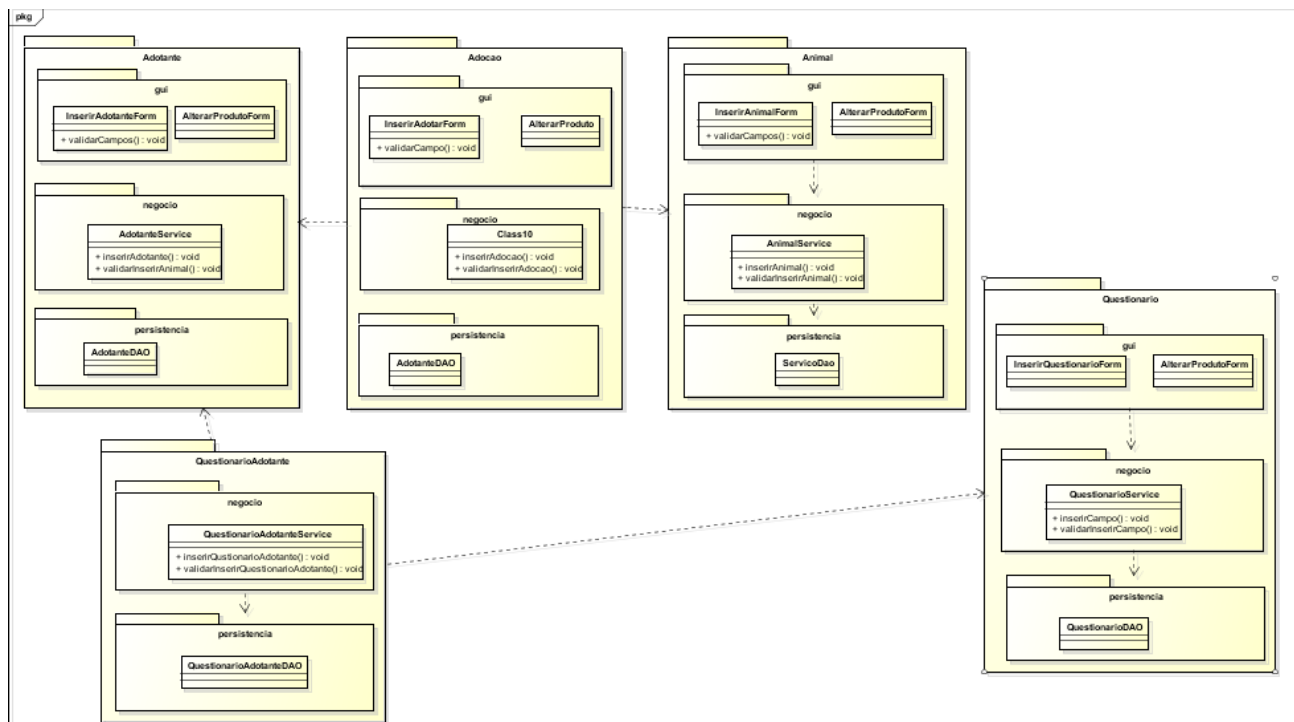 pkg
Adotante
gui
InserirAdotanteForm
+ validarCampos() : void
AlterarProdutoForm
negocio
AdotanteService
+ inserirAdotante() : void
+ validarInserirAnimal() : void
persistencia
AdotanteDAO
Adocao
gui
InserirAdotarForm
+ validarCampo() : void
AlterarProduto
negocio
Class10
+ inserirAdocao() : void
+ validarInserirAdocao() : void
persistencia
AdotanteDAO
Animal
gui
InserirAnimalForm
+ validarCampos() : void
AlterarProdutoForm
negocio
AnimalService
+ inserirAnimal() : void
+ validarInserirAnimal() : void
persistencia
ServicoDao
Questionario
gui
InserirQuestionarioForm
AlterarProdutoForm
negocio
QuestionarioService
+ inserirCampo() : void
+ validarInserirCampo() : void
persistencia
QuestionarioDAO
QuestionarioAdotante
negocio
QuestionarioAdotanteService
+ inserirQustionarioAdotante() : void
+ validarInserirQuestionarioAdotante() : void
persistencia
QuestionarioAdotanteDAO